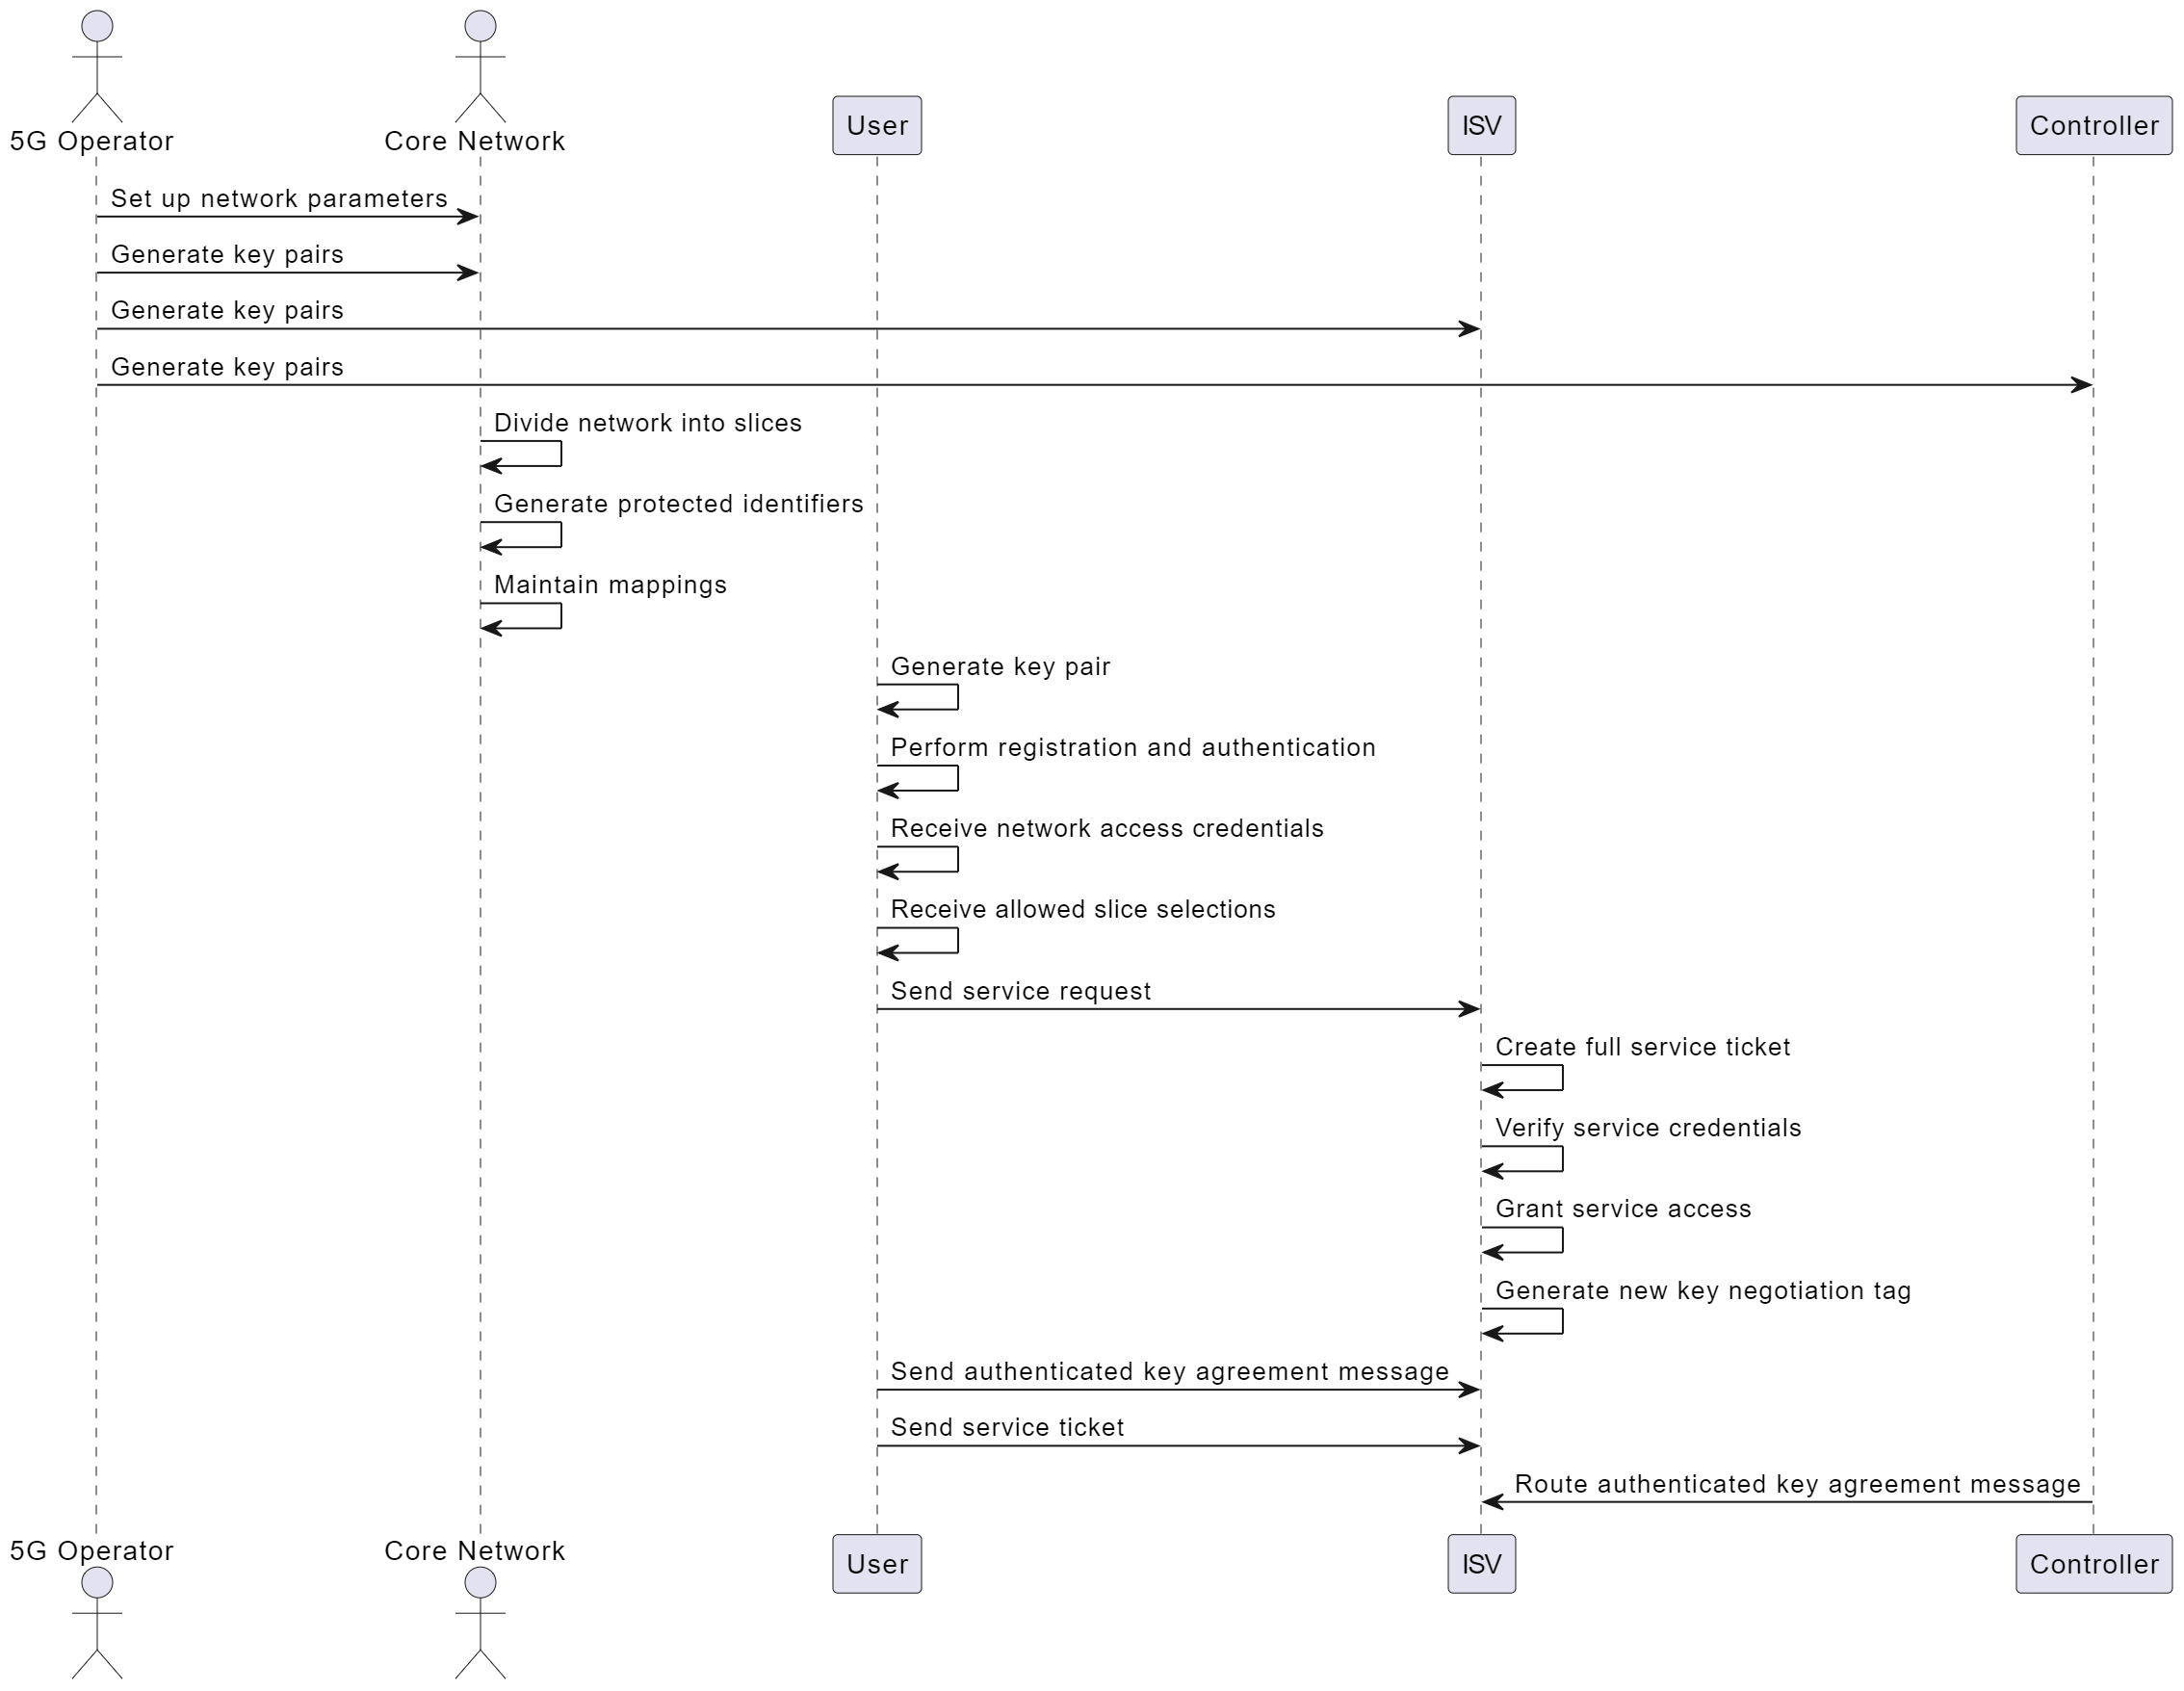 5G Operator
Core Network
User
ISV
Controller
Set up network parameters
Generate key pairs
Generate key pairs
Generate key pairs
Divide network into slices
Generate protected identifiers
Maintain mappings
Generate key pair
Perform registration and authentication
Receive network access credentials
Receive allowed slice selections
Send service request
Create full service ticket
Verify service credentials
Grant service access
Generate new key negotiation tag
Send authenticated key agreement message
Send service ticket
Route authenticated key agreement message
5G Operator
Core Network
User
ISV
Controller